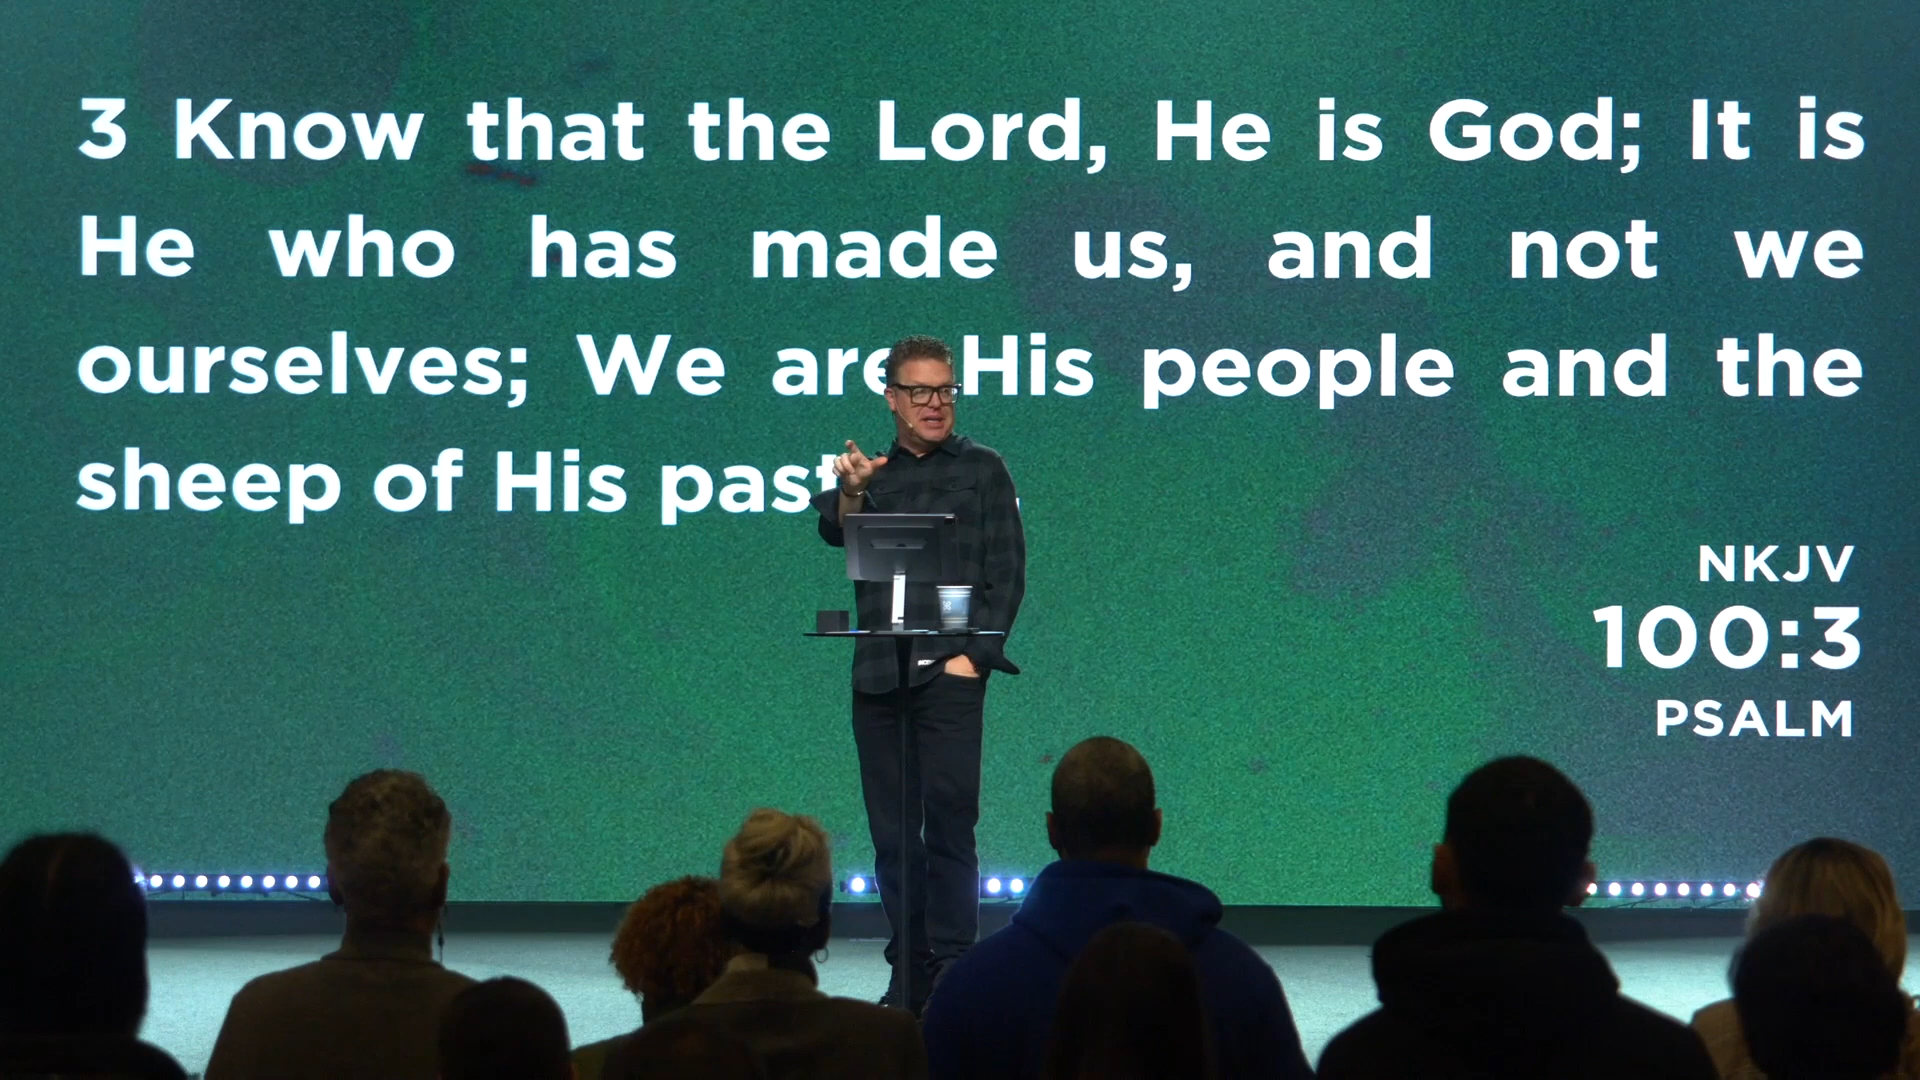 3 Know that the Lord, He is God; It is
He who has made us, and not we
ourselves; We are His people and the
sheep of His past
NKJV
100:3
PSALM